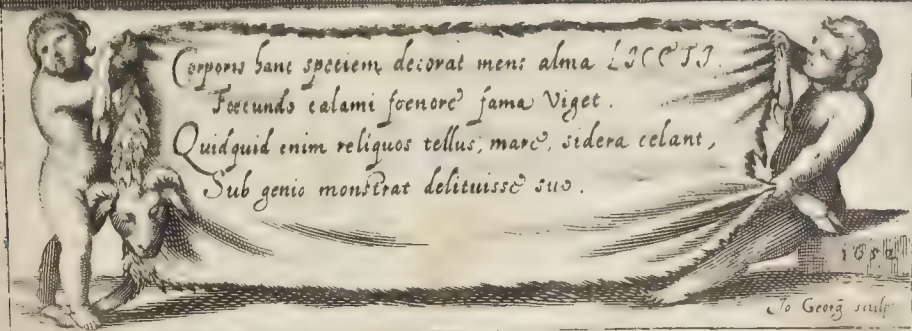 Corporis hanc speciem decorat mens alma LICETI.
Foecundo calami foenore fama Viget.
Quidquid enim reliquos tellus, mare, sidera celant,
Sub genio monstrat delituisse suo.
1652
Jo Georg̃ sculp